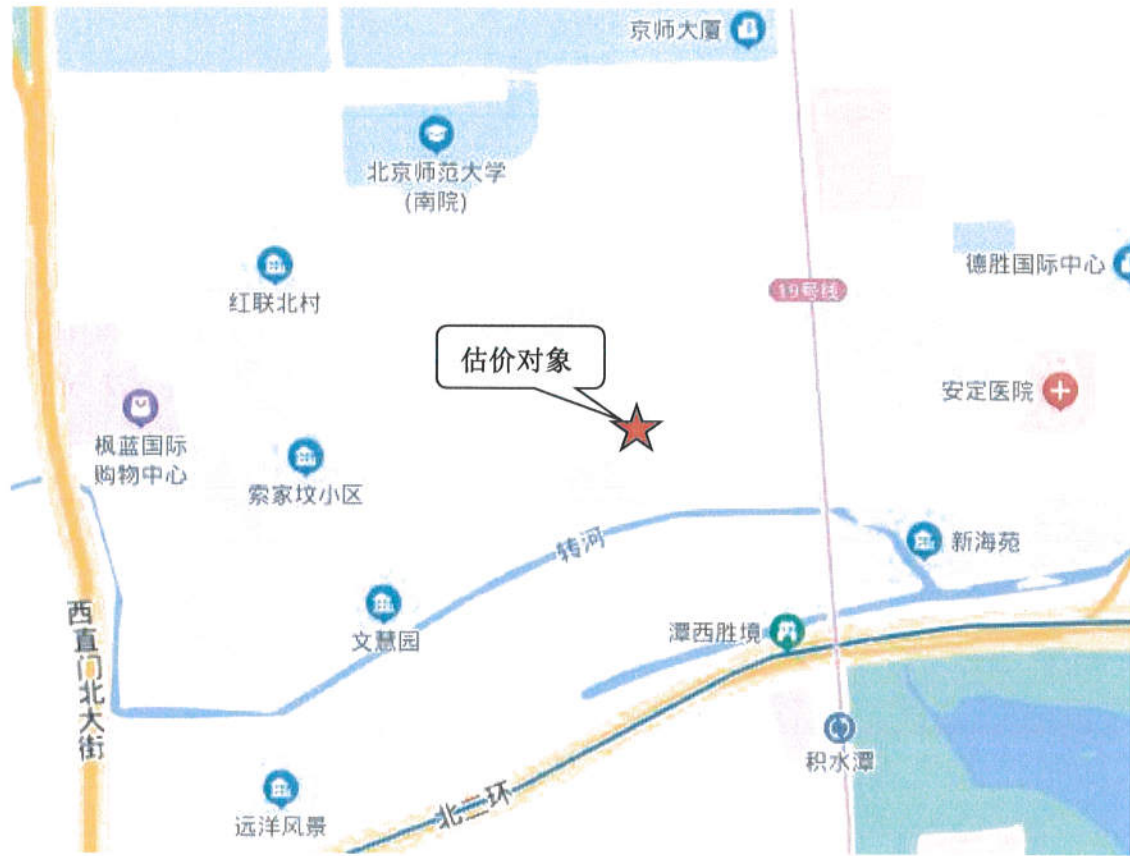 京师大厦
北京师范大学
(南院)
德胜国际中心
红联北村
19号线
估价对象
安定医院
枫蓝国际
购物中心
索家坟小区
新海苑
转河
西直门北大街
文慧园
潭西胜境
积水潭
北二环
远洋风景